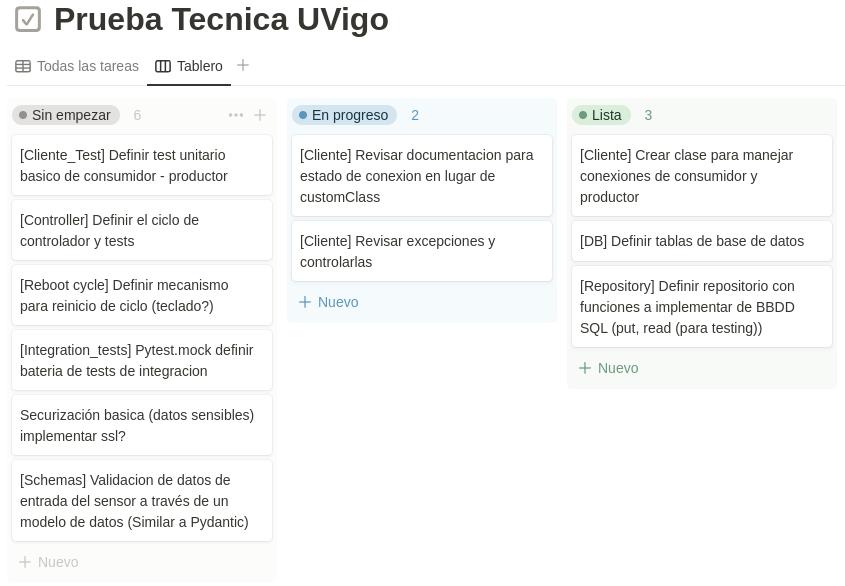 Prueba Tecnica UVigo
Todas las tareas
Tablero
Sin empezar 6
[Cliente_Test] Definir test unitario
basico de consumidor - productor
[Controller] Definir el ciclo de
controlador y tests
[Reboot cycle] Definir mecanismo
para reinicio de ciclo (teclado?)
[Integration_tests] Pytest.mock definir
bateria de tests de integracion
Securización basica (datos sensibles)
implementar ssl?
[Schemas] Validacion de datos de
entrada del sensor a través de un
modelo de datos (Similar a Pydantic)
Nuevo
En progreso 2
[Cliente] Revisar documentacion para
estado de conexion en lugar de
customClass
[Cliente] Revisar excepciones y
controlarlas
Nuevo
Lista 3
[Cliente] Crear clase para manejar
conexiones de consumidor y
productor
[DB] Definir tablas de base de datos
[Repository] Definir repositorio con
funciones a implementar de BBDD
SQL (put, read (para testing))
Nuevo